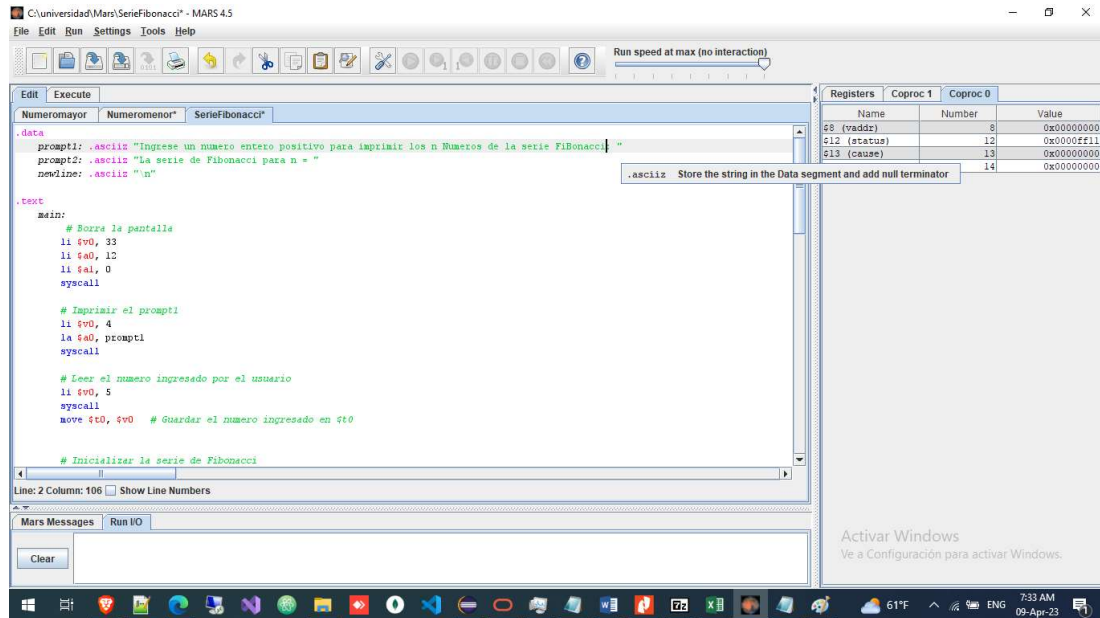 C:\universidad\Mars\SerieFibonacci* - MARS 4.5
File Edit Run Settings Tools Help
Run speed at max (no interaction)
Edit Execute
Numeromayor Numeromenor* SerieFibonacci*
.data
prompt1: .asciiz "Ingrese un numero entero positivo para imprimir los n Numeros de la serie FiBonacci: "
prompt2: .asciiz "La serie de Fibonacci para n = "
newline: .asciiz "\n"
.asciiz Store the string in the Data segment and add null terminator
.text
main:
# Borra la pantalla
li $v0, 33
li $a0, 12
li $a1, 0
syscall
# Imprimir el prompt1
li $v0, 4
la $a0, prompt1
syscall
# Leer el numero ingresado por el usuario
li $v0, 5
syscall
move $t0, $v0 # Guardar el numero ingresado en $t0
# Inicializar la serie de Fibonacci
Line: 2 Column: 106 Show Line Numbers
Mars Messages Run I/O
Clear
Registers Coproc 1 Coproc 0
Name Number Value
$8 (vaddr) 8 0x00000000
$12 (status) 12 0x0000ff11
$13 (cause) 13 0x00000000
14 0x00000000
Activar Windows
Ve a Configuración para activar Windows.
61°F ENG 7:33 AM
09-Apr-23